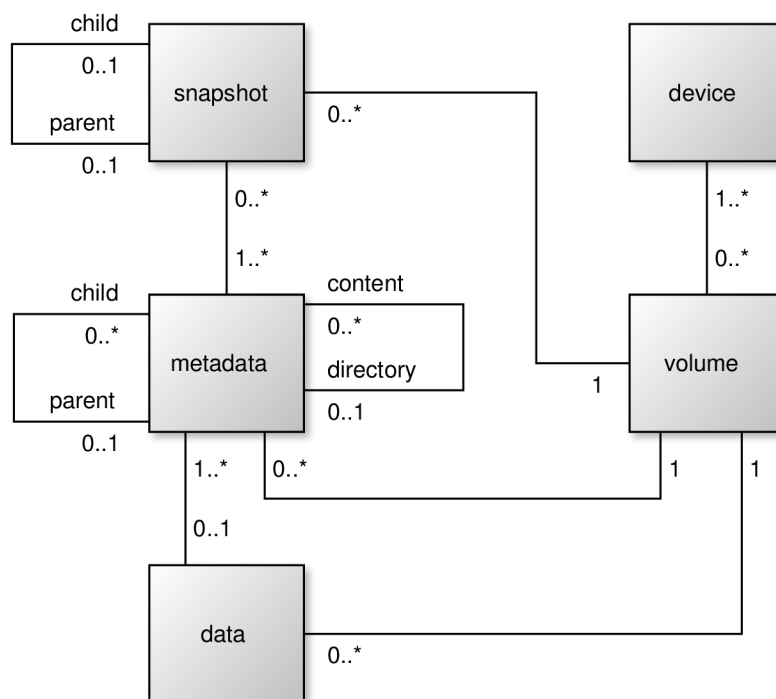 child
0..1
snapshot
parent
0..1
0..*
device
0..*
1..*
1..*
0..*
child
0..*
metadata
parent
0..1
content
0..*
directory
0..1
volume
1
1..*
0..*
1
1
0..1
data
0..*